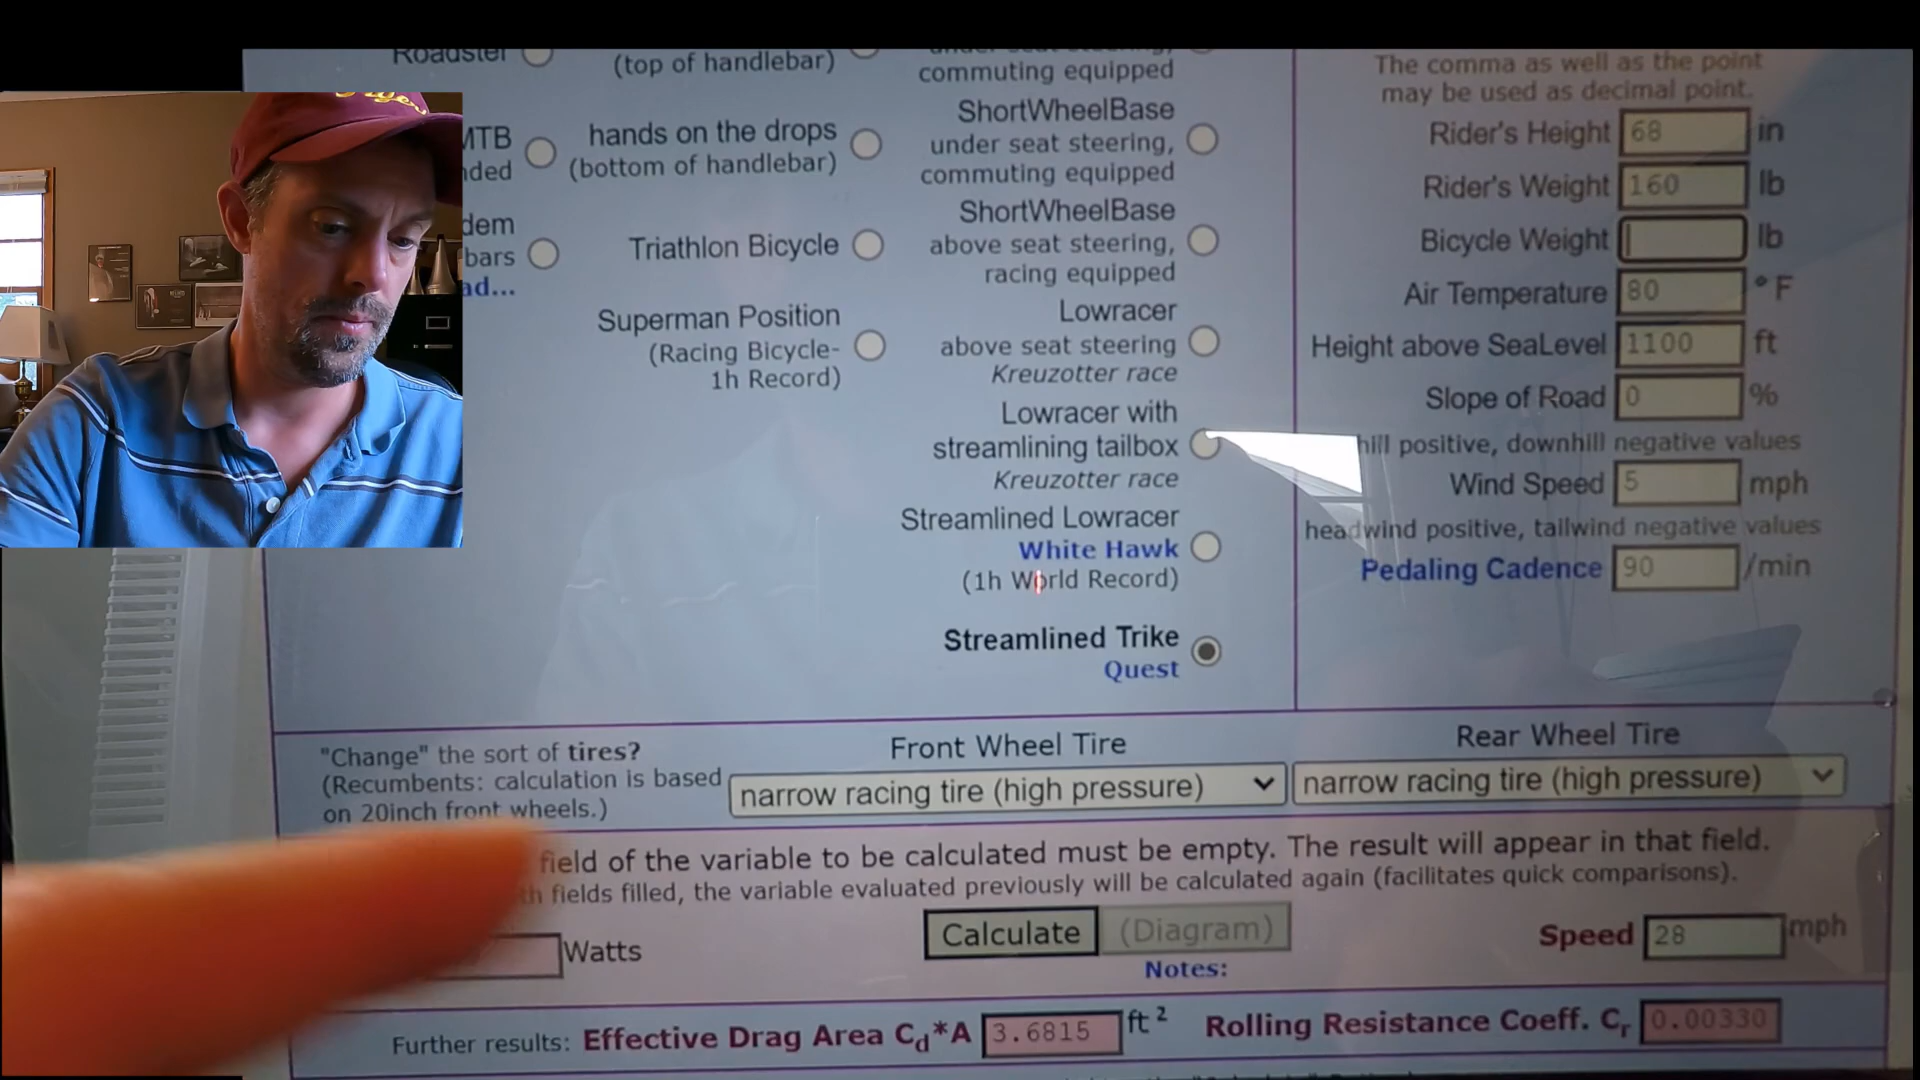 Roadster
(top of handlebar)
commuting equipped
MTB
hands on the drops
(bottom of handlebar)
ShortWheelBase
under seat steering,
commuting equipped
bars
Triathlon Bicycle
ShortWheelBase
above seat steering,
racing equipped
Superman Position
(Racing Bicycle-
1h Record)
Lowracer
above seat steering
Kreuzotter race
Lowracer with
streamlining tailbox
Kreuzotter race
Streamlined Lowracer
White Hawk
(1h World Record)
Streamlined Trike
Quest
The comma as well as the point
may be used as decimal point.
Rider's Height 68 in
Rider's Weight 160 lb
Bicycle Weight lb
Air Temperature 80 °F
Height above SeaLevel 1100 ft
Slope of Road 0 %
hill positive, downhill negative values
Wind Speed 5 mph
headwind positive, tailwind negative values
Pedaling Cadence 90 /min
"Change" the sort of tires?
(Recumbents: calculation is based
on 20inch front wheels.)
Front Wheel Tire
narrow racing tire (high pressure)
Rear Wheel Tire
narrow racing tire (high pressure)
field of the variable to be calculated must be empty. The result will appear in that field.
fields filled, the variable evaluated previously will be calculated again (facilitates quick comparisons).
Watts
Calculate (Diagram)
Notes:
Speed 28 mph
Further results: Effective Drag Area Cd*A 3.6815 ft² Rolling Resistance Coeff. Cr 0.00330